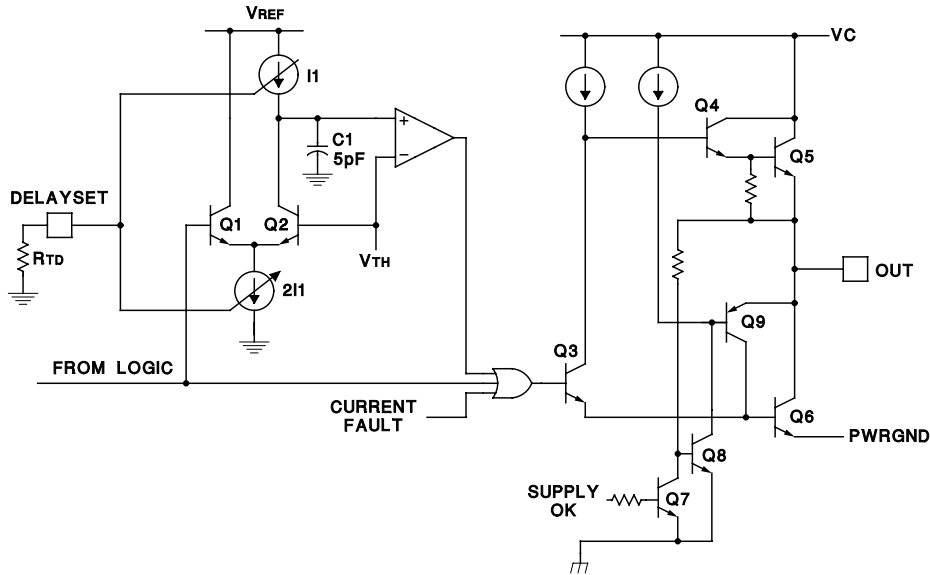 VREF
VC
I1
Q4
+
C1
5pF
−
Q5
DELAYSET
Q1
Q2
RTD
VTH
OUT
2I1
Q9
Q3
FROM LOGIC
CURRENT
FAULT
Q6
PWRGND
Q8
SUPPLY
OK
Q7